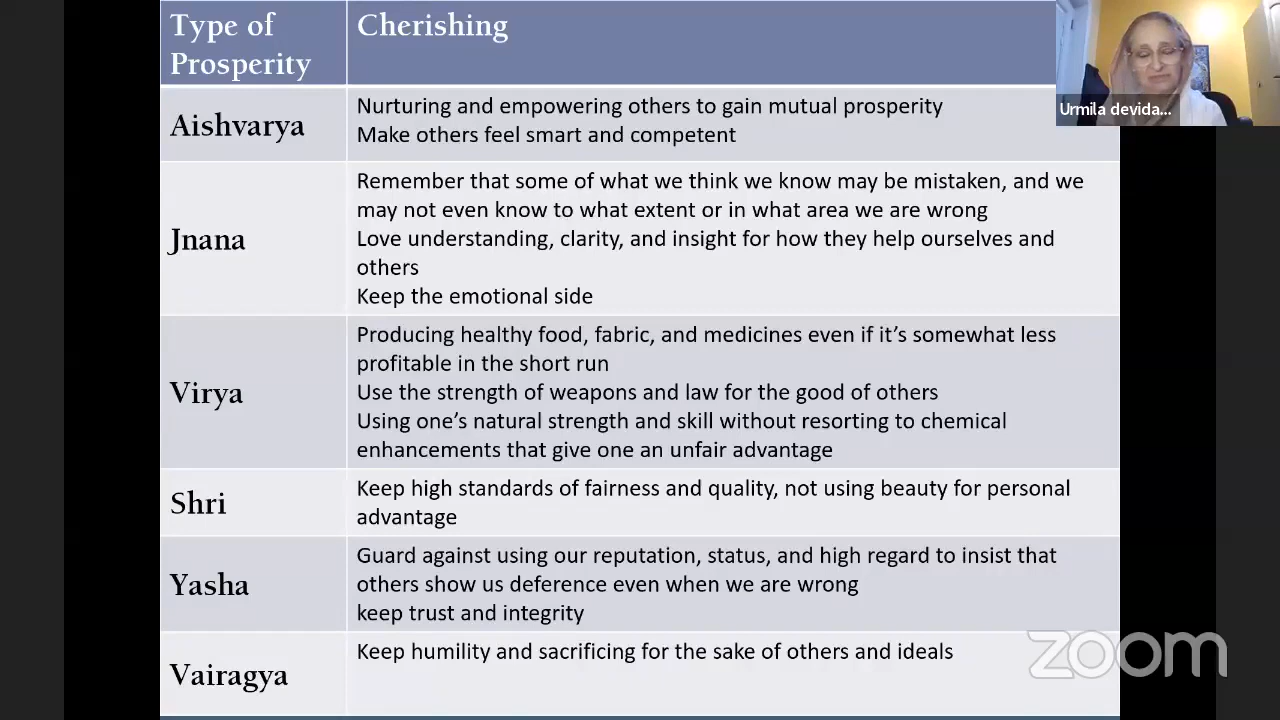 Type of
Prosperity
Cherishing
Aishvarya
Nurturing and empowering others to gain mutual prosperity
Make others feel smart and competent
Jnana
Remember that some of what we think we know may be mistaken, and we
may not even know to what extent or in what area we are wrong
Love understanding, clarity, and insight for how they help ourselves and
others
Keep the emotional side
Virya
Producing healthy food, fabric, and medicines even if it’s somewhat less
profitable in the short run
Use the strength of weapons and law for the good of others
Using one’s natural strength and skill without resorting to chemical
enhancements that give one an unfair advantage
Shri
Keep high standards of fairness and quality, not using beauty for personal
advantage
Yasha
Guard against using our reputation, status, and high regard to insist that
others show us deference even when we are wrong
keep trust and integrity
Vairagya
Keep humility and sacrificing for the sake of others and ideals
Urmila devida...
zoom